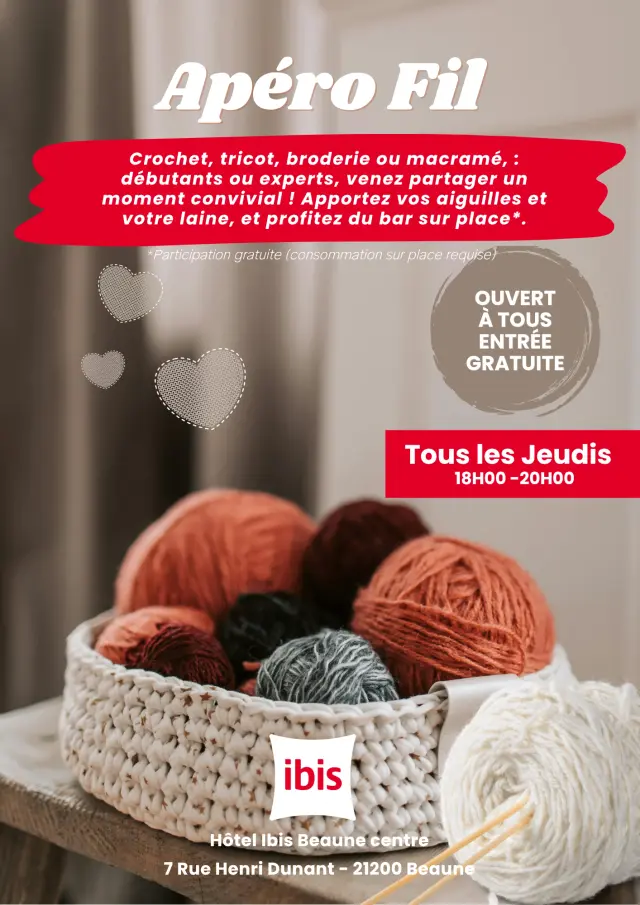 Apéro Fil
Crochet, tricot, broderie ou macramé, :
débutants ou experts, venez partager un
moment convivial ! Apportez vos aiguilles et
votre laine, et profitez du bar sur place*.
*Participation gratuite (consommation sur place requise)
OUVERT
À TOUS
ENTRÉE
GRATUITE
Tous les Jeudis
18H00 -20H00
ibis
Hôtel Ibis Beaune centre
7 Rue Henri Dunant - 21200 Beaune